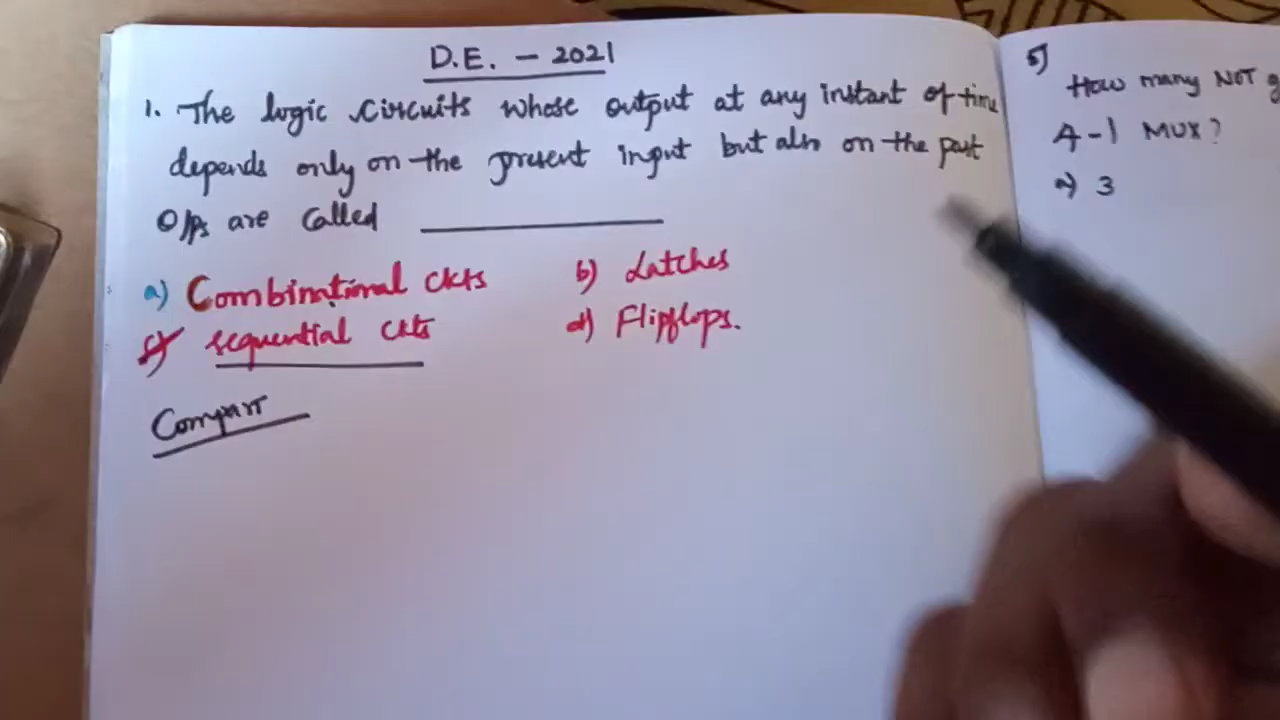 D.E. - 2021
1. The logic circuits whose output at any instant of time
depends only on the present input but also on the past
O/Ps are called
a) Combinational ckts b) Latches
c) sequential ckts d) Flipflops.
Compart
5)
How many NOT g
4-1 MUX?
a) 3